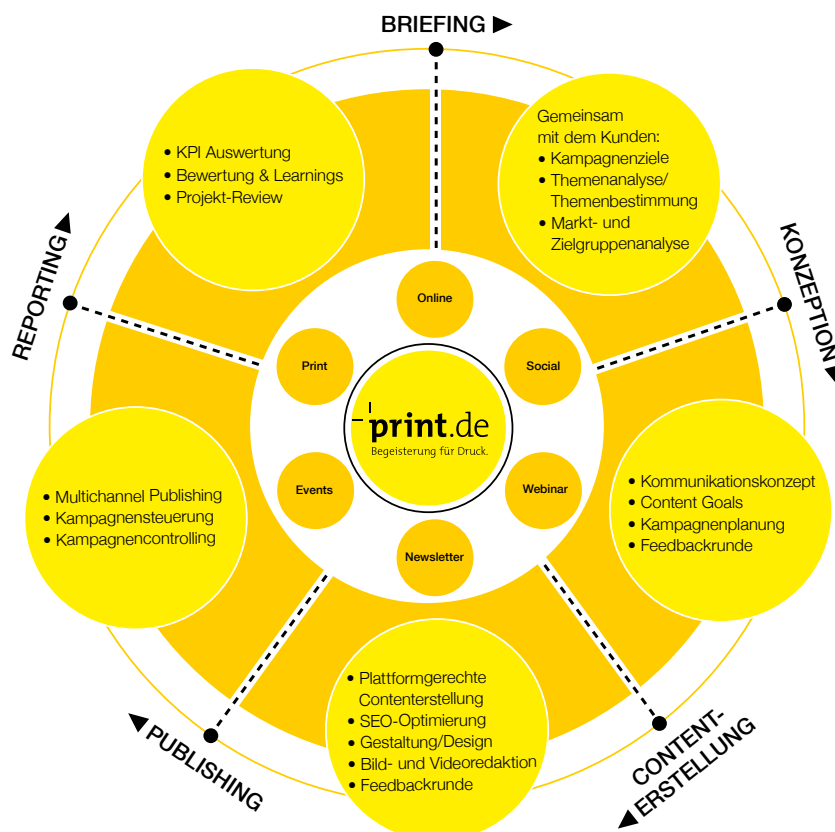 BRIEFING ▶
Gemeinsam
mit dem Kunden:
• Kampagnenziele
• Themenanalyse/
Themenbestimmung
• Markt- und
Zielgruppenanalyse
KONZEPTION ▶
• Kommunikationskonzept
• Content Goals
• Kampagnenplanung
• Feedbackrunde
CONTENT-
ERSTELLUNG ▶
• Plattformgerechte
Contenterstellung
• SEO-Optimierung
• Gestaltung/Design
• Bild- und Videoredaktion
• Feedbackrunde
PUBLISHING ▶
• Multichannel Publishing
• Kampagnensteuerung
• Kampagnencontrolling
REPORTING ▶
• KPI Auswertung
• Bewertung & Learnings
• Projekt-Review
Online
Social
Webinar
Newsletter
Events
Print
print.de
Begeisterung für Druck.